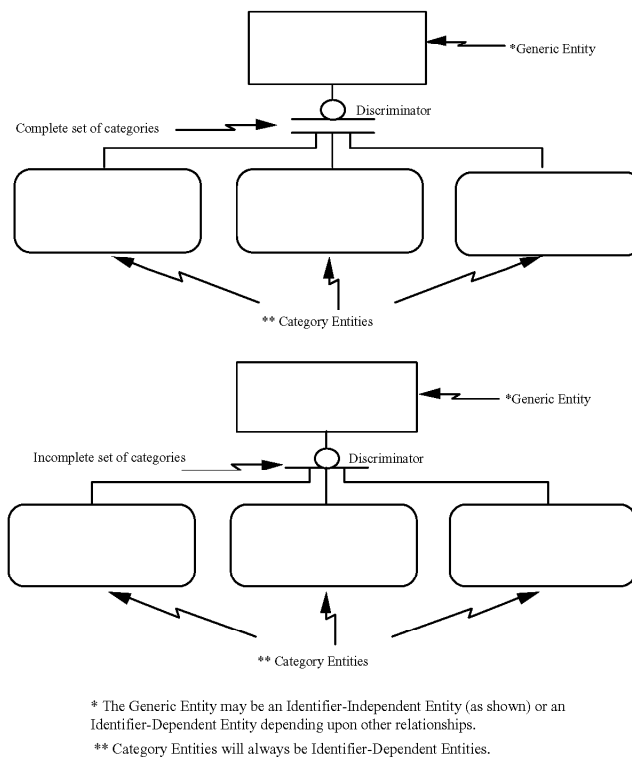 *Generic Entity
Discriminator
Complete set of categories
** Category Entities
*Generic Entity
Incomplete set of categories
Discriminator
** Category Entities
* The Generic Entity may be an Identifier-Independent Entity (as shown) or an
Identifier-Dependent Entity depending upon other relationships.
** Category Entities will always be Identifier-Dependent Entities.